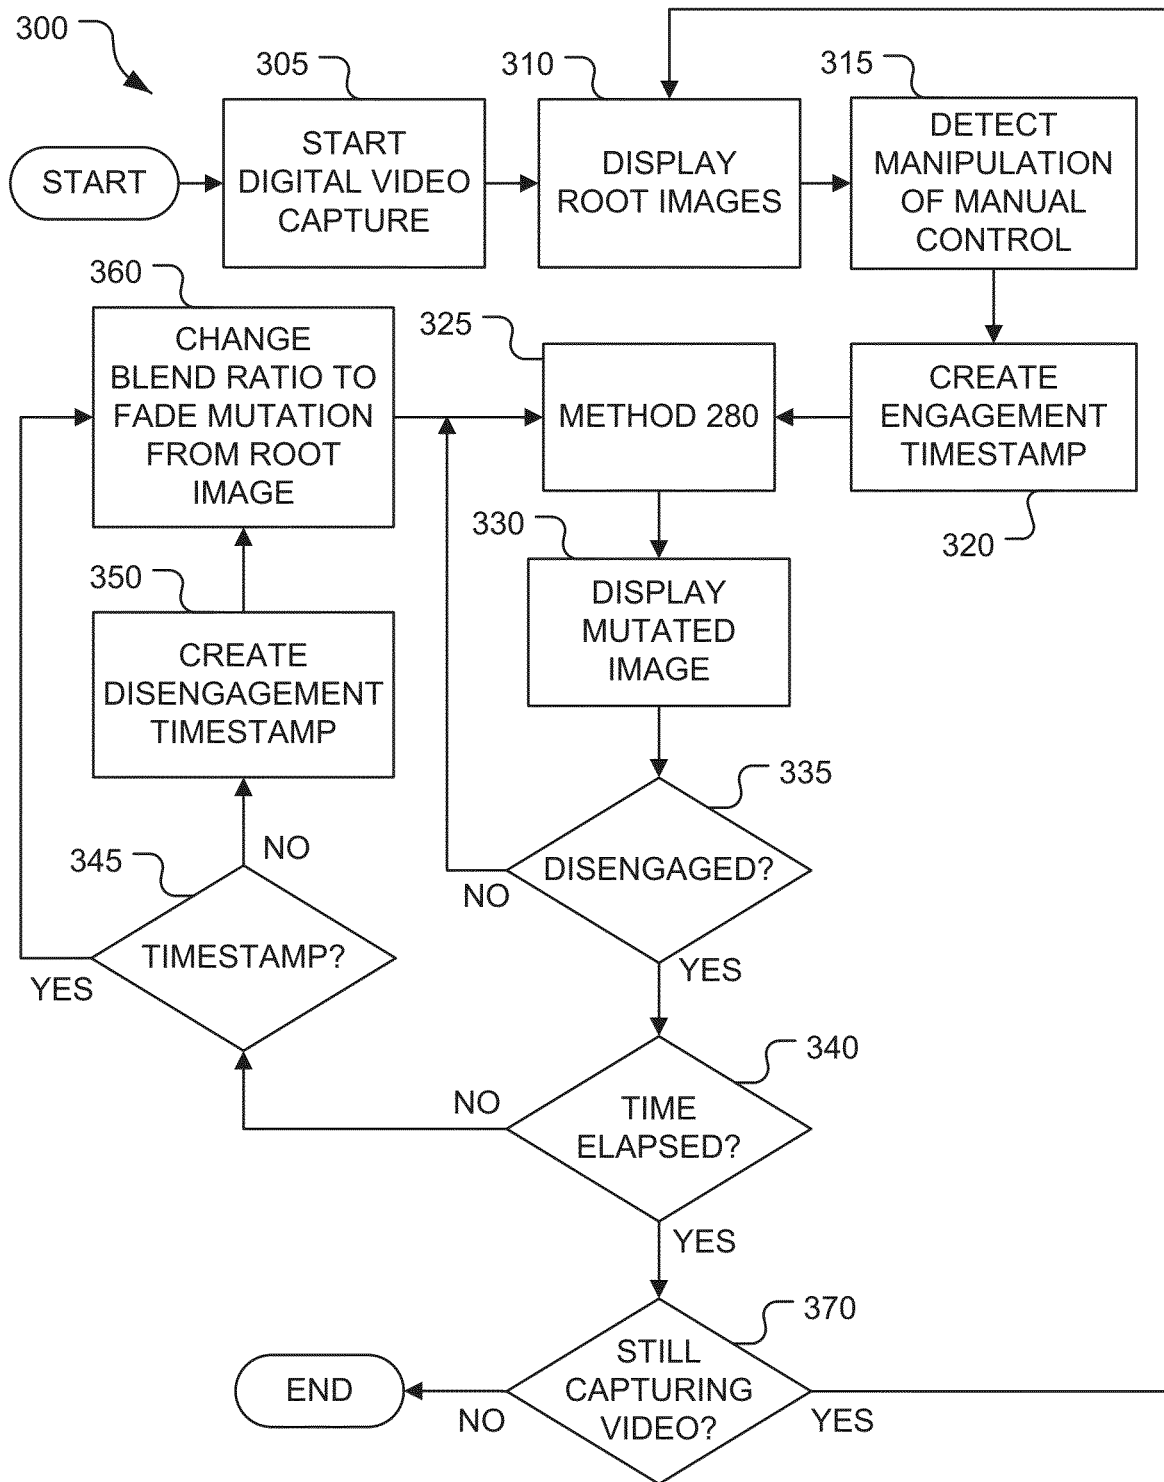 300
305
310
315
START
START
DIGITAL VIDEO
CAPTURE
DISPLAY
ROOT IMAGES
DETECT
MANIPULATION
OF MANUAL
CONTROL
360
CHANGE
BLEND RATIO TO
FADE MUTATION
FROM ROOT
IMAGE
325
METHOD 280
CREATE
ENGAGEMENT
TIMESTAMP
320
330
DISPLAY
MUTATED
IMAGE
350
CREATE
DISENGAGEMENT
TIMESTAMP
335
DISENGAGED?
NO
YES
345
NO
TIMESTAMP?
YES
340
TIME
ELAPSED?
NO
YES
370
STILL
CAPTURING
VIDEO?
NO
YES
END